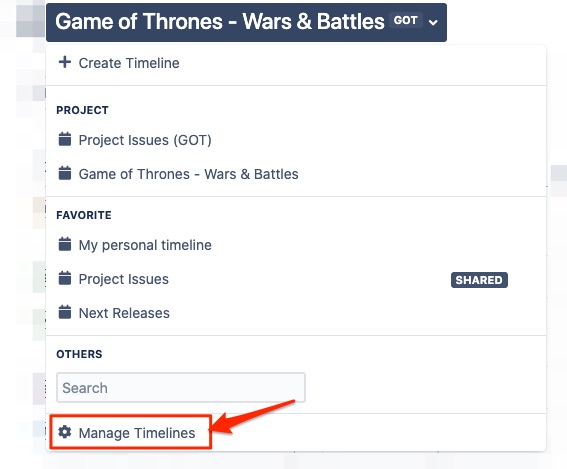 Game of Thrones - Wars & Battles GOT
Create Timeline
PROJECT
Project Issues (GOT)
Game of Thrones - Wars & Battles
FAVORITE
My personal timeline
Project Issues SHARED
Next Releases
OTHERS
Search
Manage Timelines